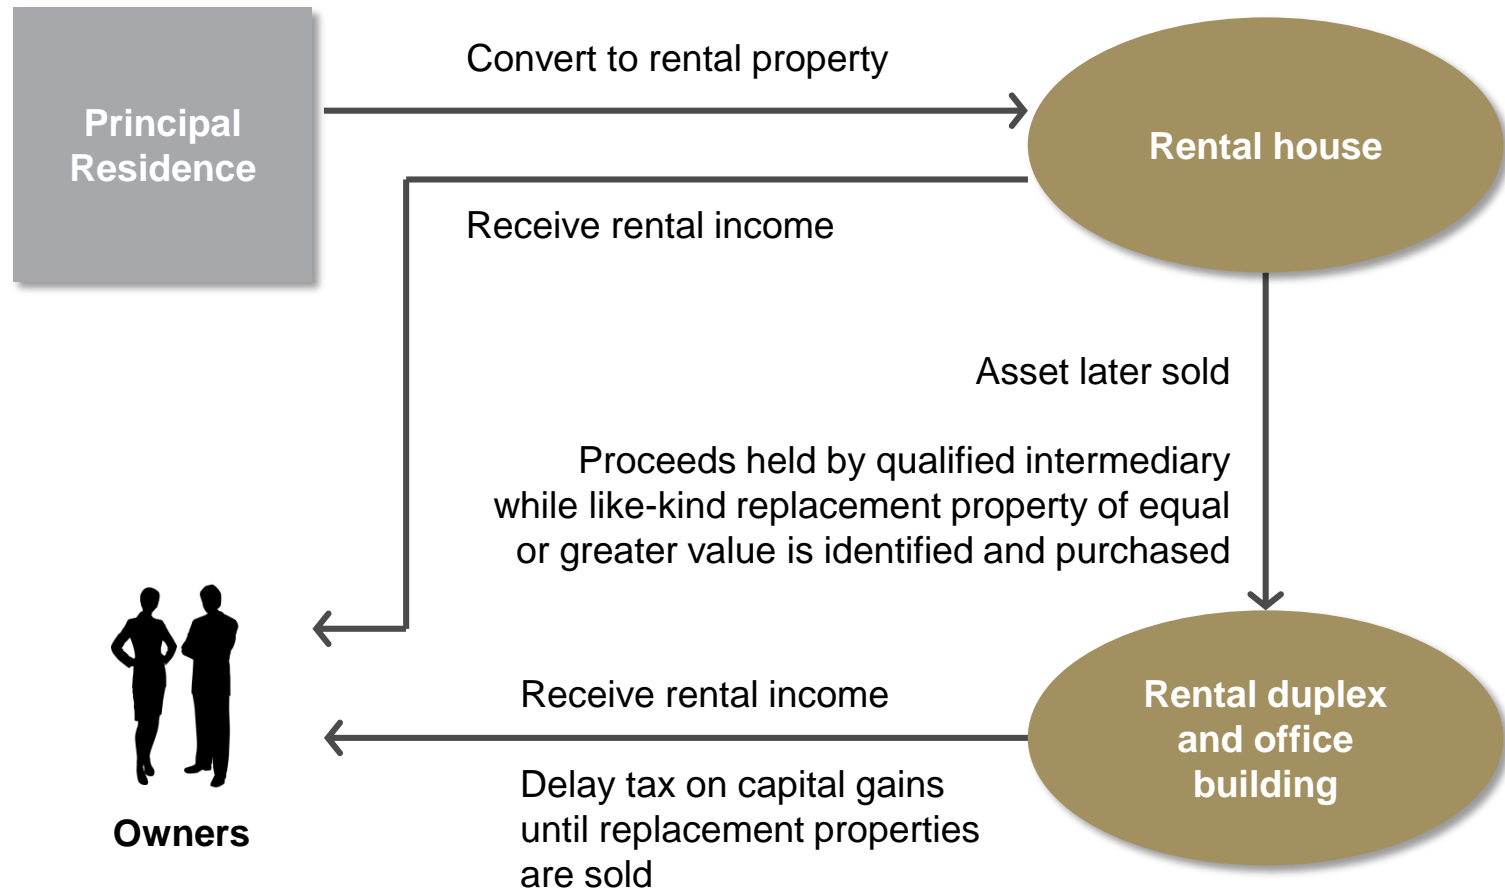 Principal
Residence
Convert to rental property
Rental house
Receive rental income
Asset later sold
Proceeds held by qualified intermediary
while like-kind replacement property of equal
or greater value is identified and purchased
Owners
Receive rental income
Delay tax on capital gains
until replacement properties
are sold
Rental duplex
and office
building